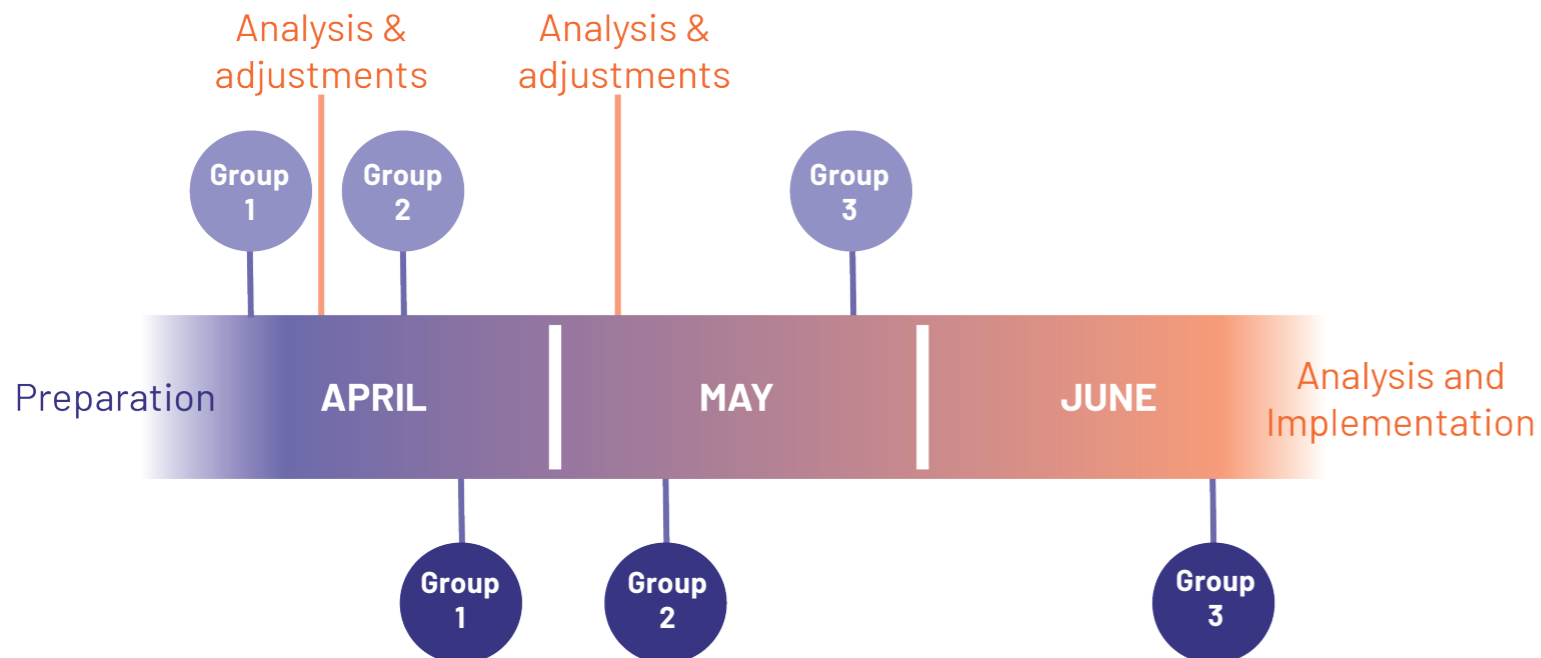 Analysis &
adjustments
Analysis &
adjustments
Group
1
Group
2
Group
3
Preparation
APRIL
MAY
JUNE
Analysis and
Implementation
Group
1
Group
2
Group
3